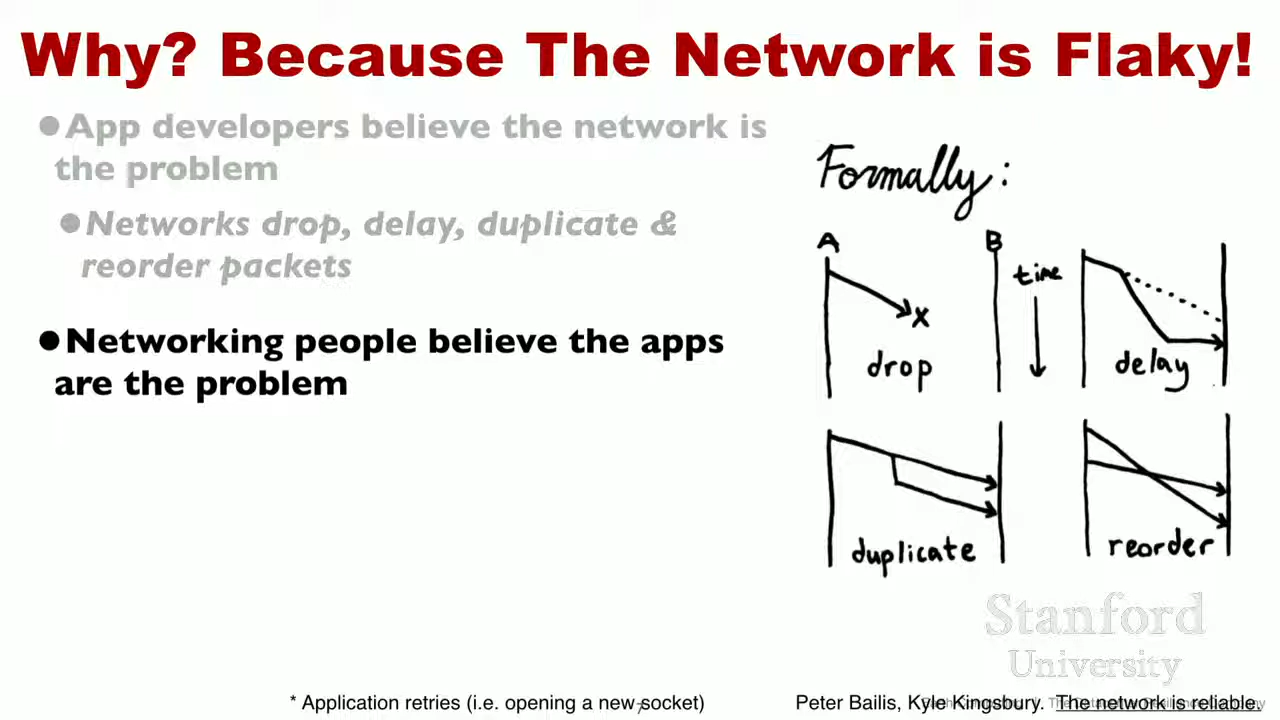 Why? Because The Network is Flaky!
●App developers believe the network is
the problem
●Networks drop, delay, duplicate &
reorder packets
●Networking people believe the apps
are the problem
Formally:
A
B
time
drop
delay
duplicate
reorder
Stanford
University
* Application retries (i.e. opening a new socket)
7
Peter Bailis, Kyle Kingsbury. The network is reliable.